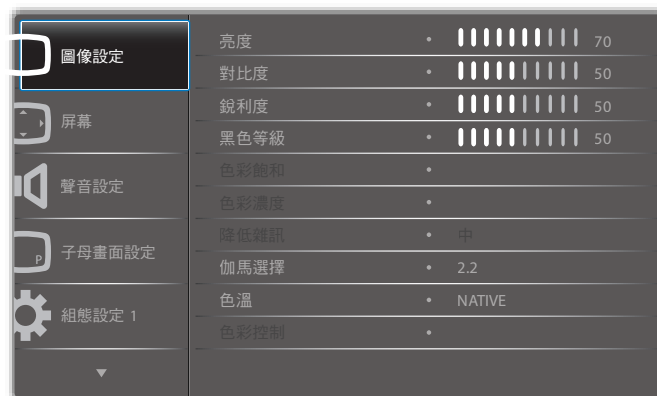 圖像設定
屏幕
聲音設定
P
子母畫面設定
組態設定 1
亮度 • 70
對比度 • 50
銳利度 • 50
黑色等級 • 50
色彩飽和 •
色彩濃度 •
降低雜訊 • 中
伽馬選擇 • 2.2
色溫 • NATIVE
色彩控制 •